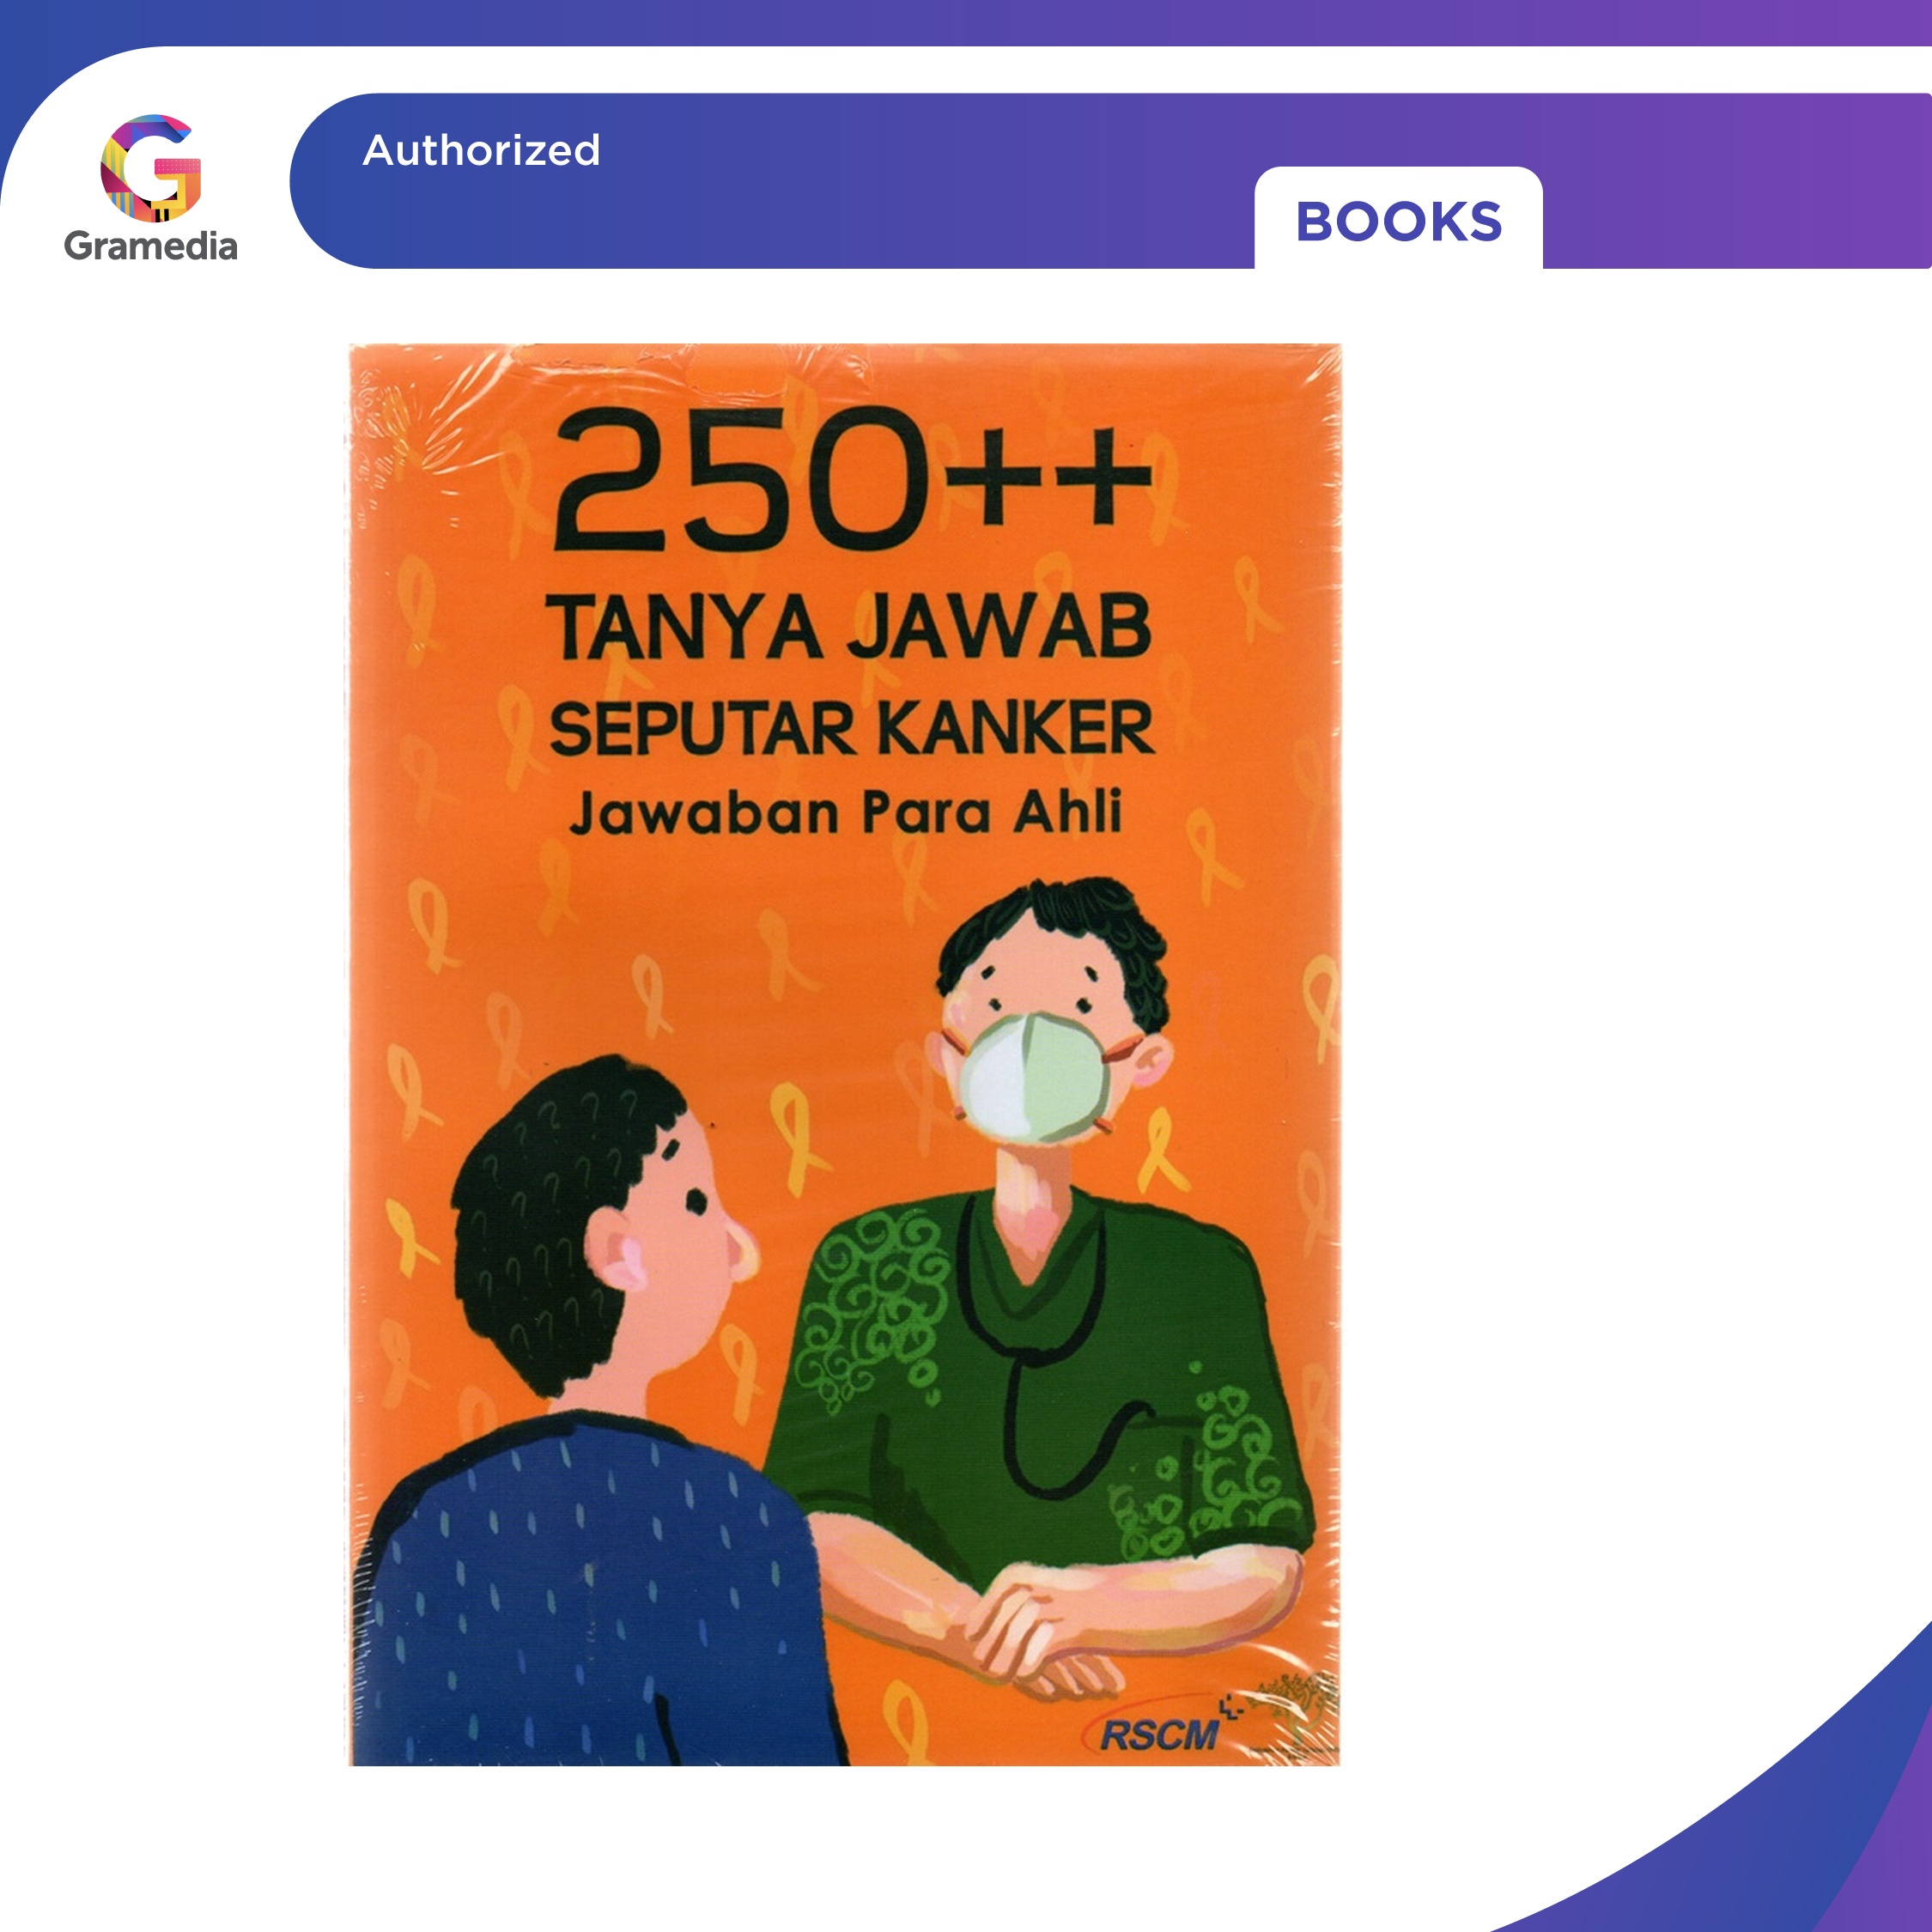 Authorized
Gramedia
BOOKS
250++
TANYA JAWAB
SEPUTAR KANKER
Jawaban Para Ahli
RSCM